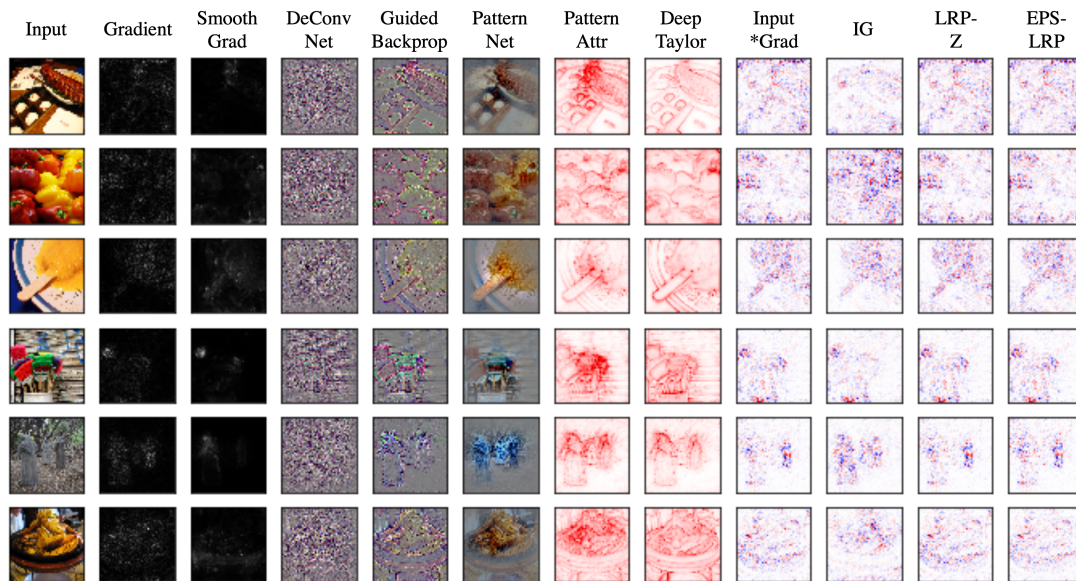 Input
Gradient
Smooth
Grad
DeConv
Net
Guided
Backprop
Pattern
Net
Pattern
Attr
Deep
Taylor
Input
*Grad
IG
LRP-
Z
EPS-
LRP